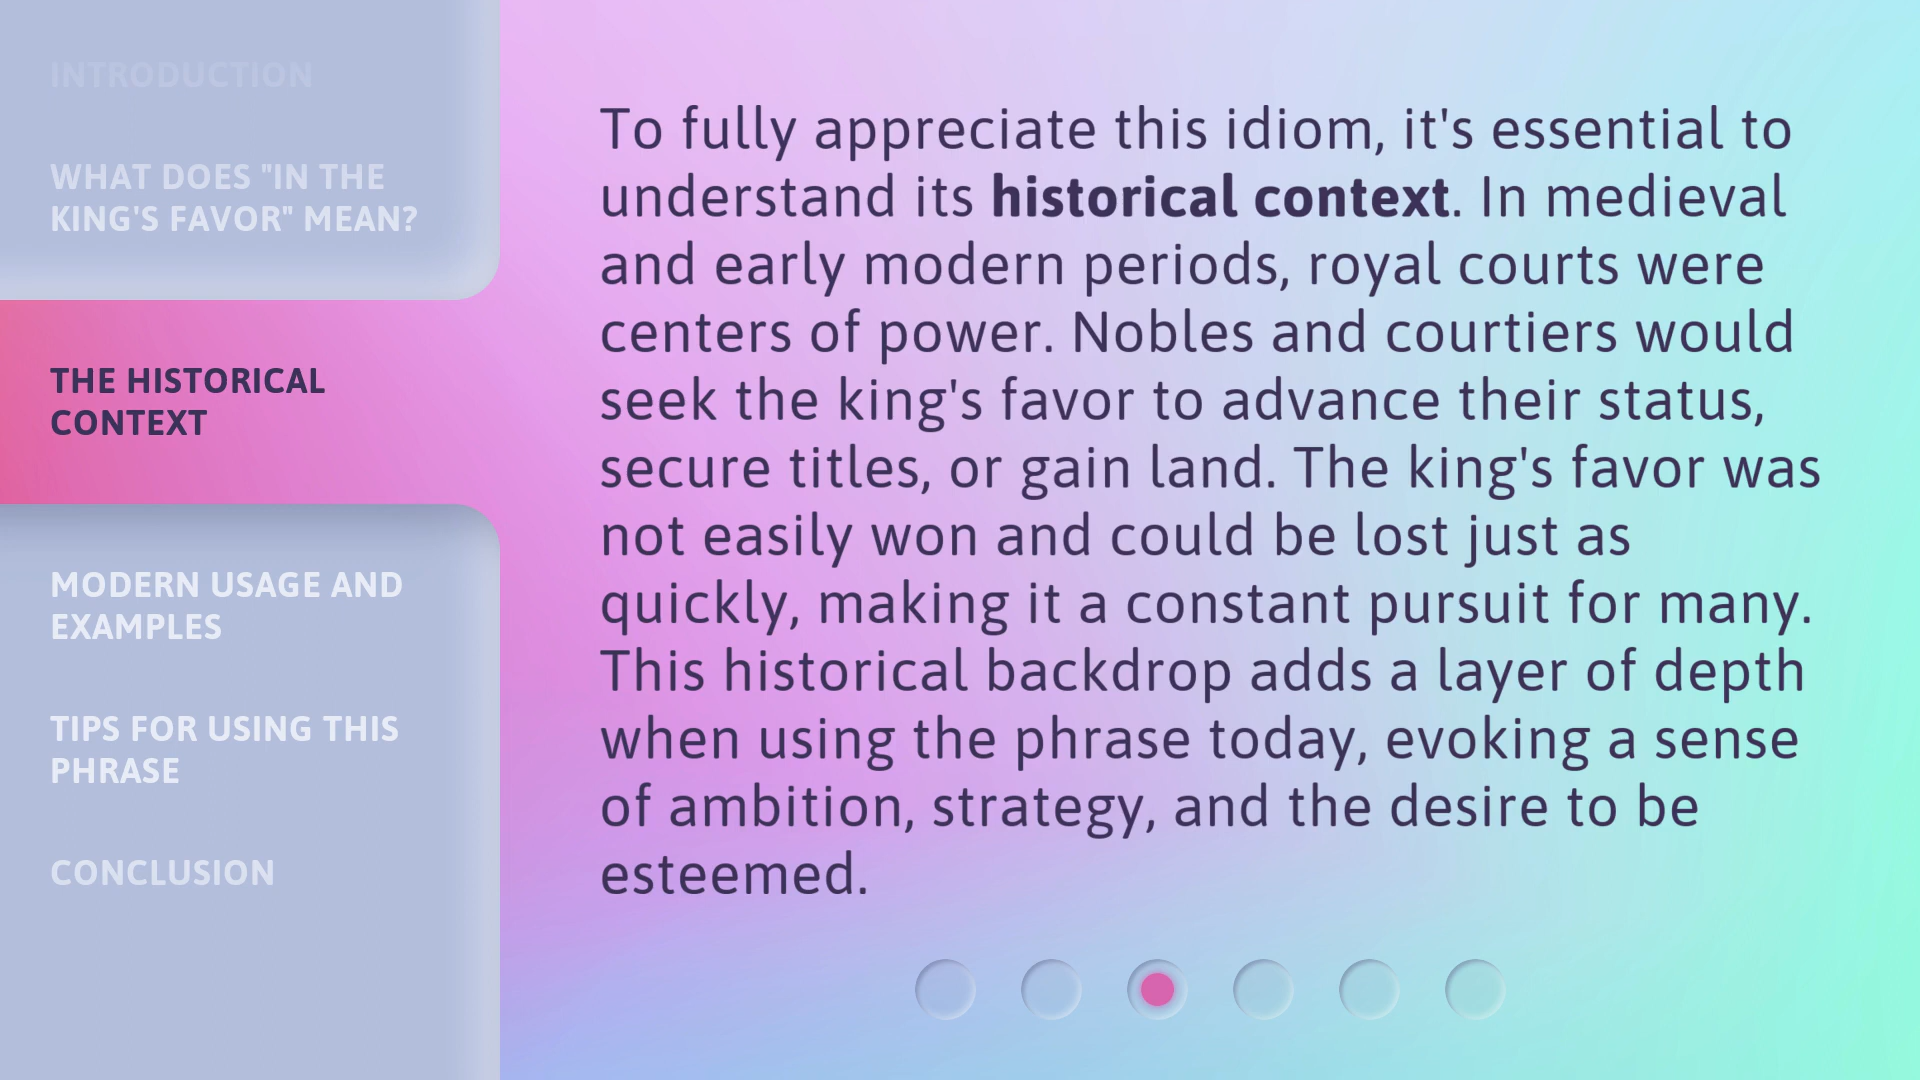 INTRODUCTION
WHAT DOES "IN THE
KING'S FAVOR" MEAN?
THE HISTORICAL
CONTEXT
MODERN USAGE AND
EXAMPLES
TIPS FOR USING THIS
PHRASE
CONCLUSION
To fully appreciate this idiom, it's essential to
understand its historical context. In medieval
and early modern periods, royal courts were
centers of power. Nobles and courtiers would
seek the king's favor to advance their status,
secure titles, or gain land. The king's favor was
not easily won and could be lost just as
quickly, making it a constant pursuit for many.
This historical backdrop adds a layer of depth
when using the phrase today, evoking a sense
of ambition, strategy, and the desire to be
esteemed.